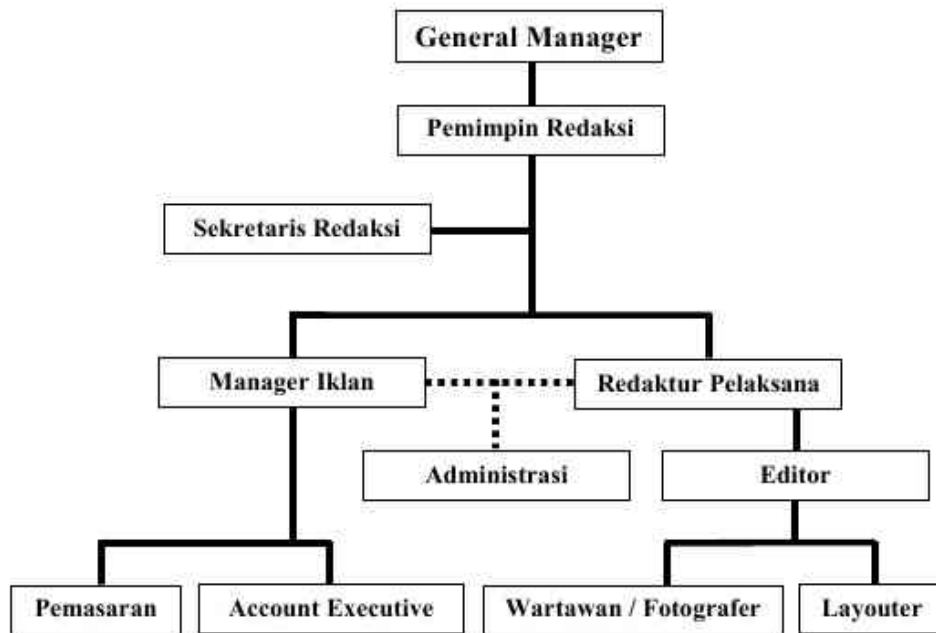 General Manager
Pemimpin Redaksi
Sekretaris Redaksi
Manager Iklan
Redaktur Pelaksana
Administrasi
Editor
Pemasaran
Account Executive
Wartawan / Fotografer
Layouter